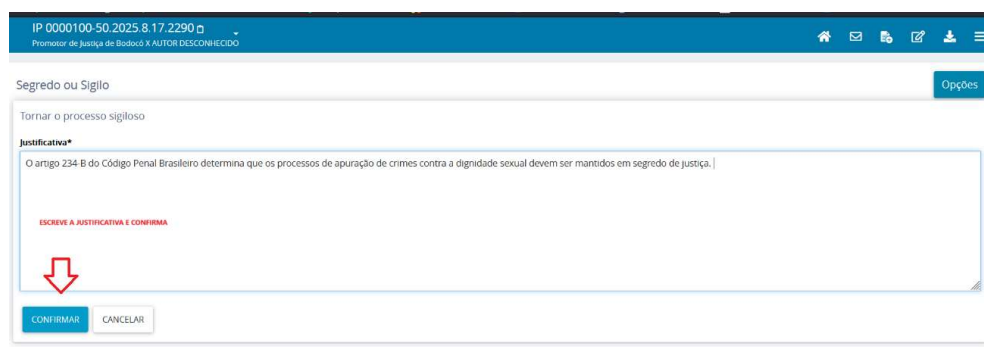 IP 0000100-50.2025.8.17.2290
Promotor de Justiça de Bodocó X AUTOR DESCONHECIDO
Segredo ou Sigilo
Opções
Tornar o processo sigiloso
Justificativa*
O artigo 234-B do Código Penal Brasileiro determina que os processos de apuração de crimes contra a dignidade sexual devem ser mantidos em segredo de justiça.
ESCREVE A JUSTIFICATIVA E CONFIRMA
CONFIRMAR CANCELAR